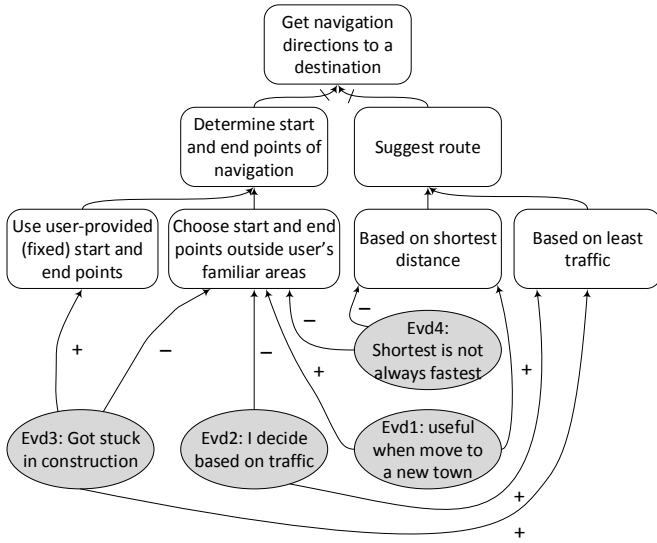 Get navigation
directions to a
destination
Determine start
and end points of
navigation
Suggest route
Use user-provided
(fixed) start and
end points
Choose start and end
points outside user's
familiar areas
Based on shortest
distance
Based on least
traffic
–
–
Evd4:
Shortest is not
always fastest
+
–
–
+
+
Evd3: Got stuck
in construction
Evd2: I decide
based on traffic
Evd1: useful
when move to
a new town
+
+